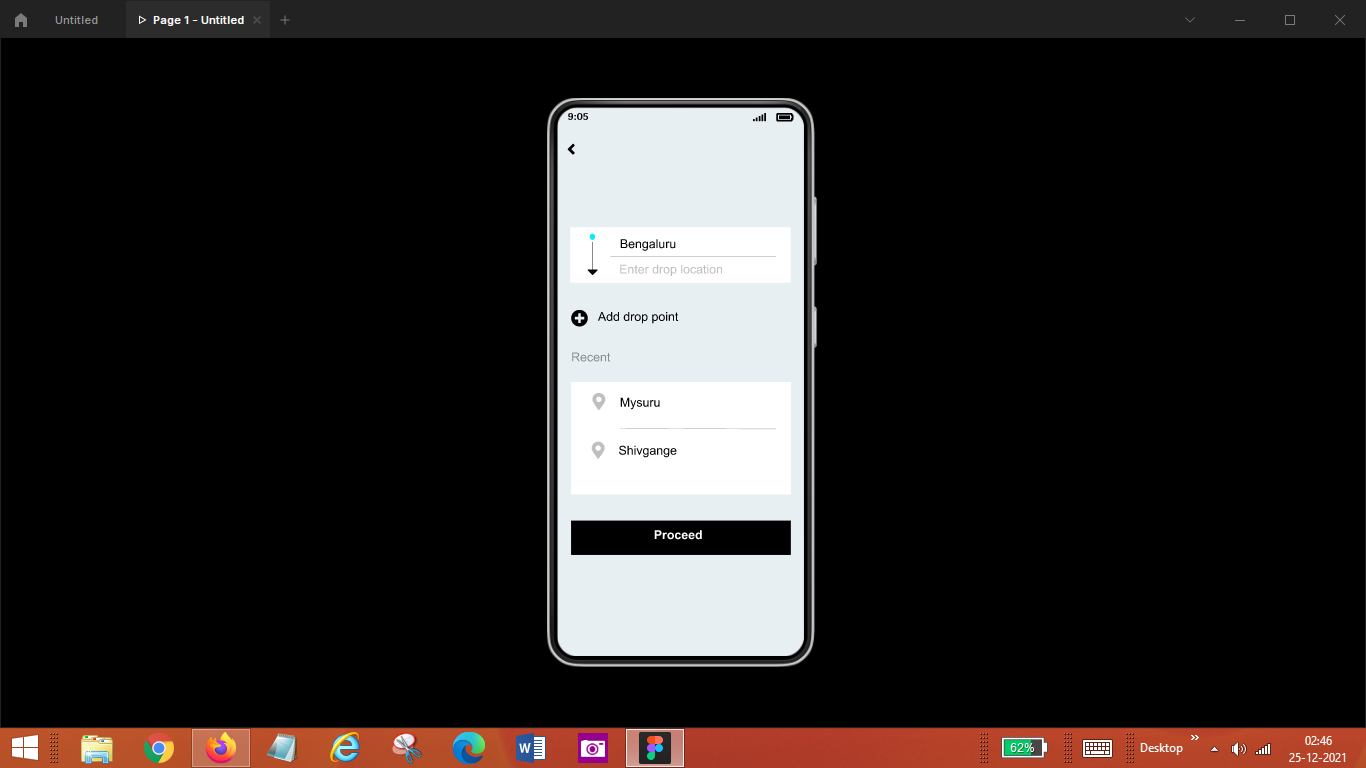 Untitled
Page 1 - Untitled
9:05
Bengaluru
Enter drop location
Add drop point
Recent
Mysuru
Shivgange
Proceed
62%
Desktop
02:46
25-12-2021